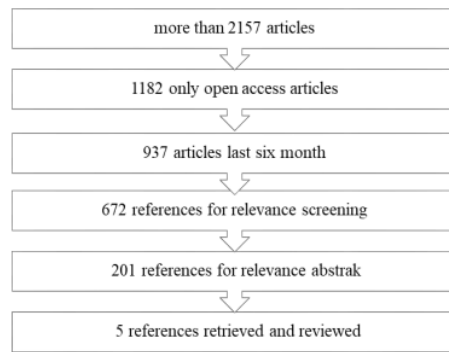 more than 2157 articles
1182 only open access articles
937 articles last six month
672 references for relevance screening
201 references for relevance abstrak
5 references retrieved and reviewed